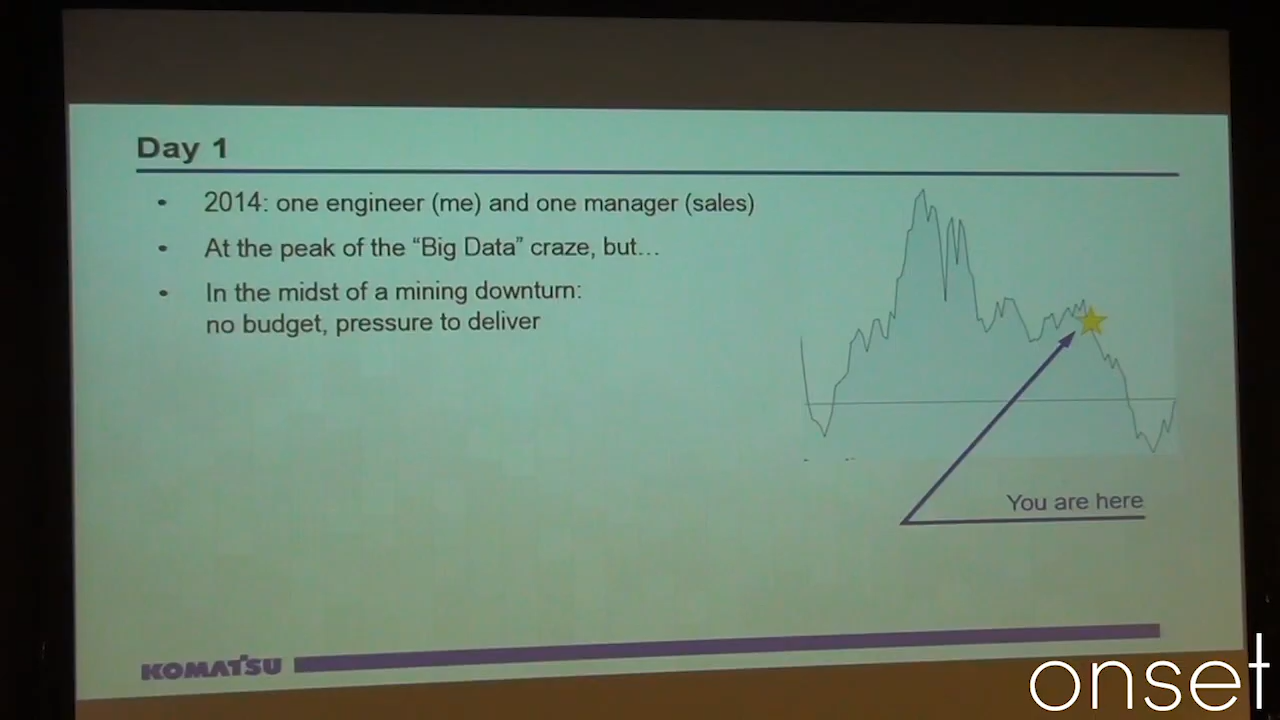 Day 1
• 2014: one engineer (me) and one manager (sales)
• At the peak of the “Big Data” craze, but…
• In the midst of a mining downturn:
no budget, pressure to deliver
You are here
KOMATSU
onset